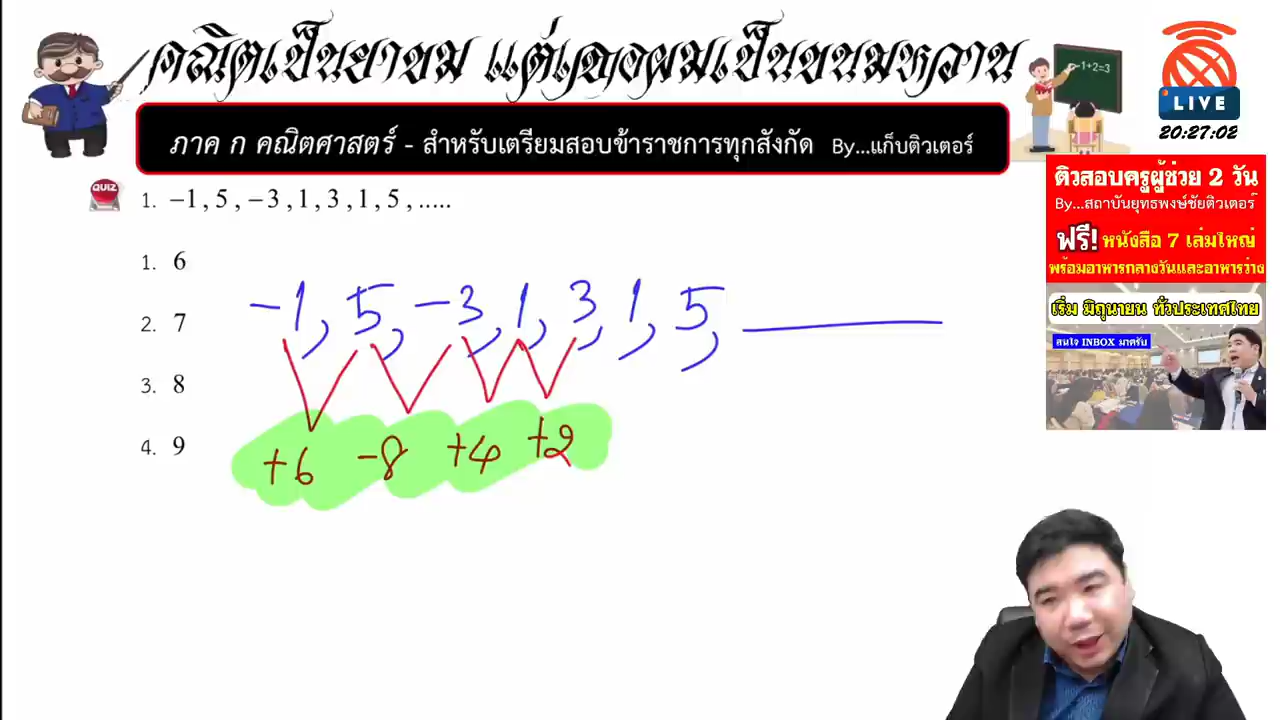 คณิตเป็นยาขม แต่เธอผมเป็นขนมหวาน
-1+2=3
LIVE
20:27:02
ภาค ก คณิตศาสตร์ - สำหรับเตรียมสอบข้าราชการทุกสังกัด By...แก็บติวเตอร์
ติวสอบครูผู้ช่วย 2 วัน
By...สถาบันยุทธพงษ์ชัยติวเตอร์
ฟรี! หนังสือ 7 เล่มใหญ่
พร้อมอาหารกลางวันและอาหารว่าง
เริ่ม มิถุนายน ทั่วประเทศไทย
สนใจ INBOX มาครับ
QUIZ
1. −1 , 5 , −3 , 1 , 3 , 1 , 5 , .....
1. 6
2. 7
3. 8
4. 9
−1, 5, −3, 1, 3, 1, 5,
+6 −8 +4 +2